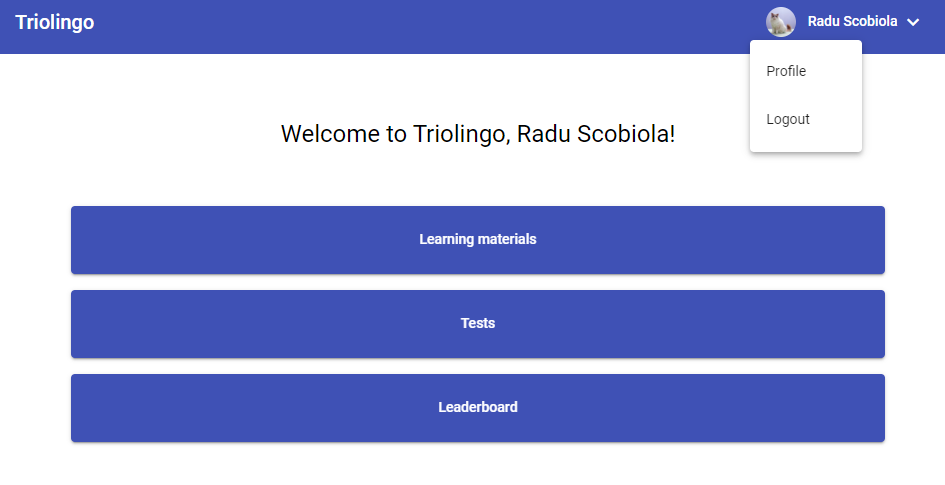 Triolingo
Radu Scobiola
Profile
Logout
Welcome to Triolingo, Radu Scobiola!
Learning materials
Tests
Leaderboard